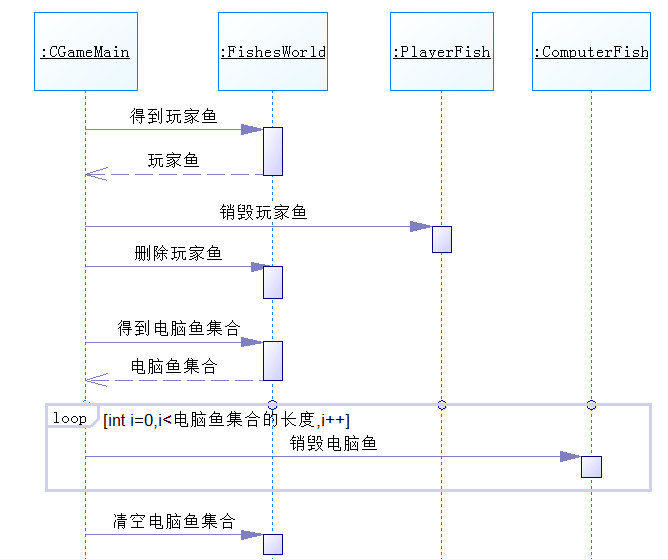 :CGameMain
:FishesWorld
:PlayerFish
:ComputerFish
得到玩家鱼
玩家鱼
销毁玩家鱼
删除玩家鱼
得到电脑鱼集合
电脑鱼集合
loop
[int i=0,i<电脑鱼集合的长度,i++]
销毁电脑鱼
清空电脑鱼集合